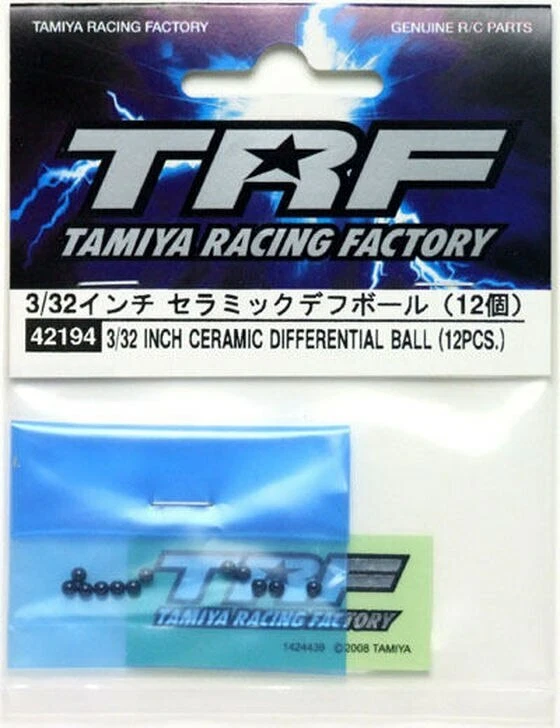 TAMIYA RACING FACTORY
GENUINE R/C PARTS
TRF
TAMIYA RACING FACTORY
3/32インチ セラミックデフボール（12個）
42194 3/32 INCH CERAMIC DIFFERENTIAL BALL (12PCS.)
TRF
TAMIYA RACING FACTORY
1424439 ©2008 TAMIYA